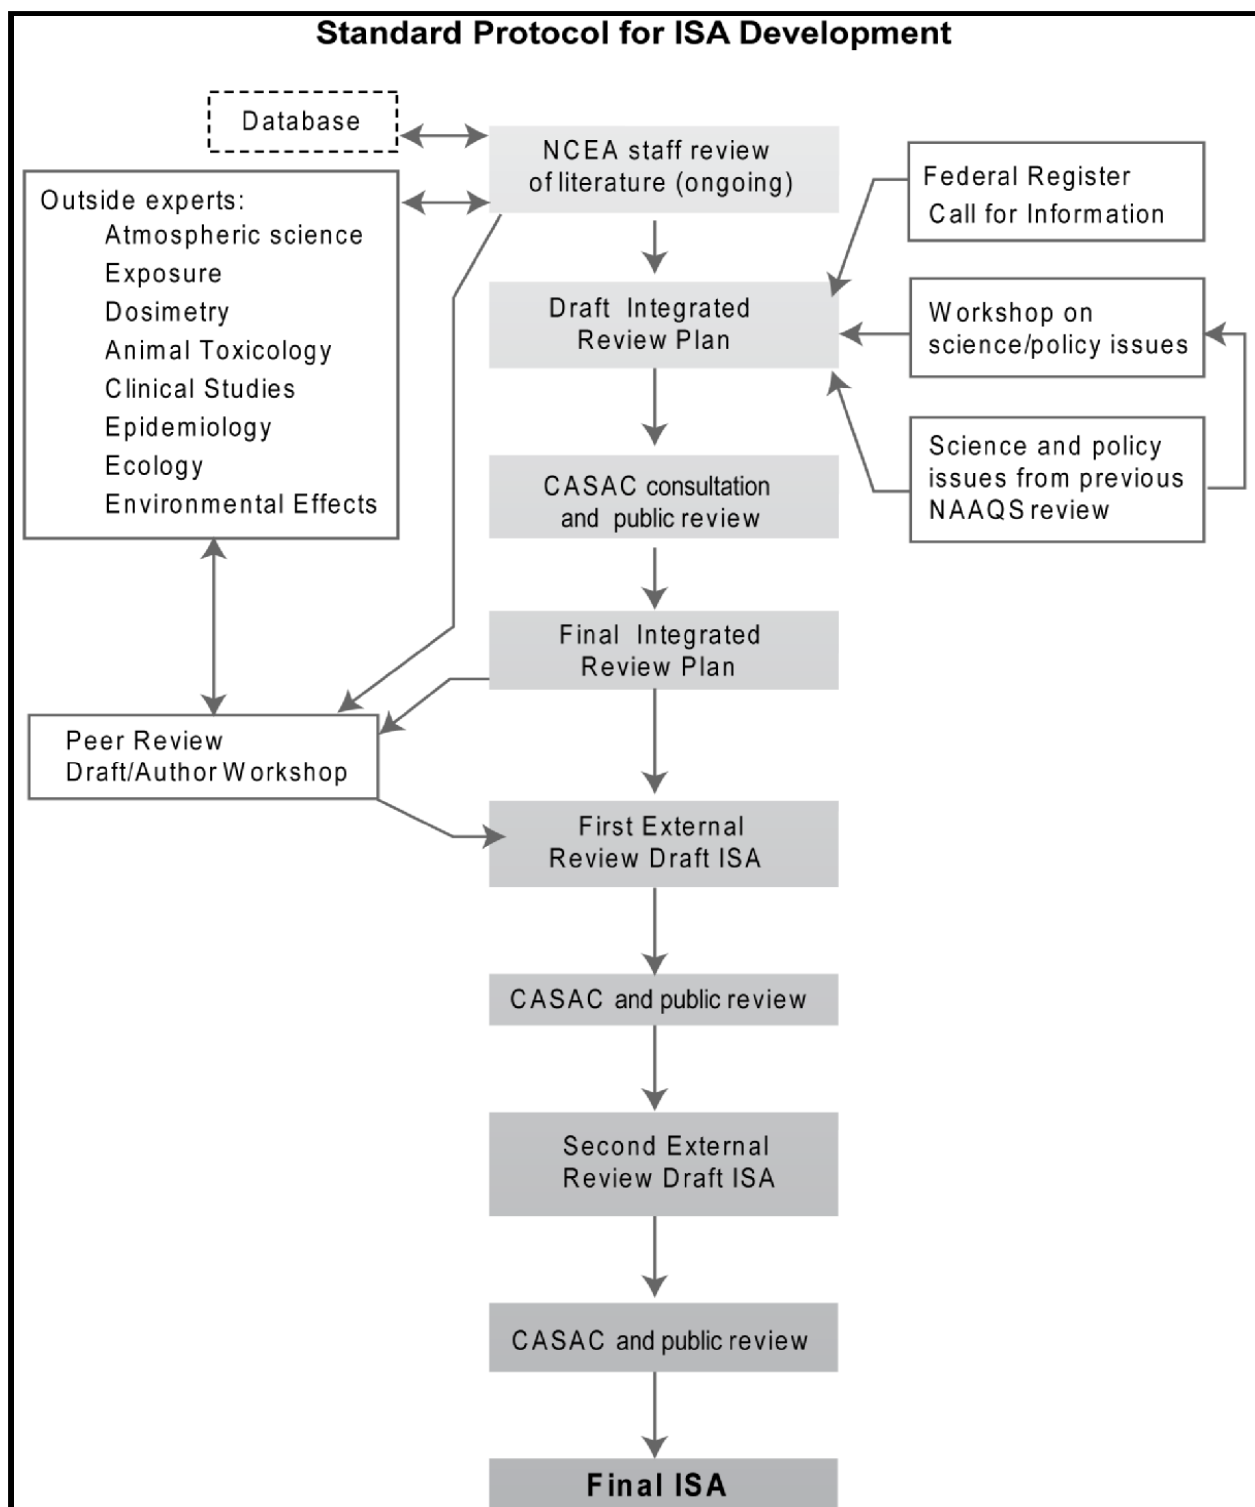 Standard Protocol for ISA Development
Database
NCEA staff review
of literature (ongoing)
Outside experts:
Atmospheric science
Exposure
Dosimetry
Animal Toxicology
Clinical Studies
Epidemiology
Ecology
Environmental Effects
Federal Register
Call for Information
Draft Integrated
Review Plan
Workshop on
science/policy issues
Science and policy
issues from previous
NAAQS review
CASAC consultation
and public review
Final Integrated
Review Plan
Peer Review
Draft/Author Workshop
First External
Review Draft ISA
CASAC and public review
Second External
Review Draft ISA
CASAC and public review
Final ISA